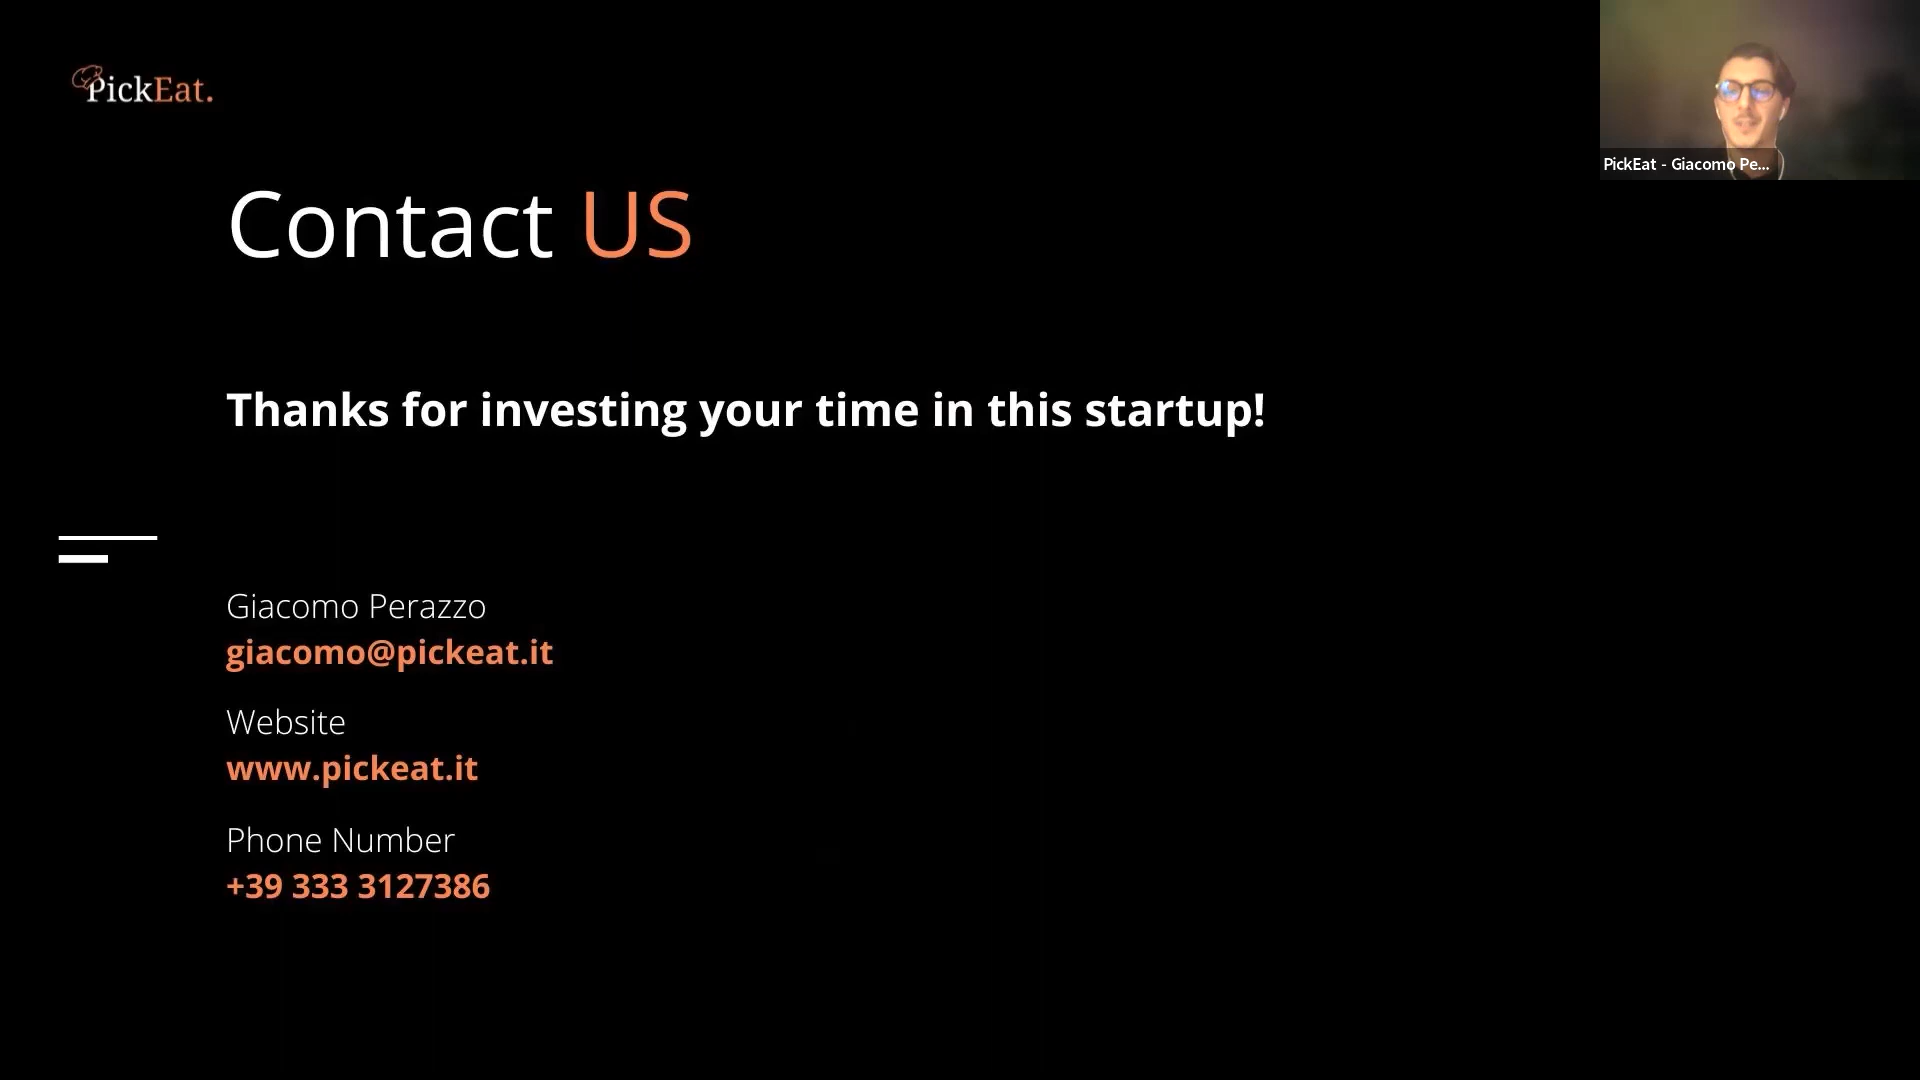 PickEat.
PickEat - Giacomo Pe...
Contact US
Thanks for investing your time in this startup!
Giacomo Perazzo
giacomo@pickeat.it
Website
www.pickeat.it
Phone Number
+39 333 3127386